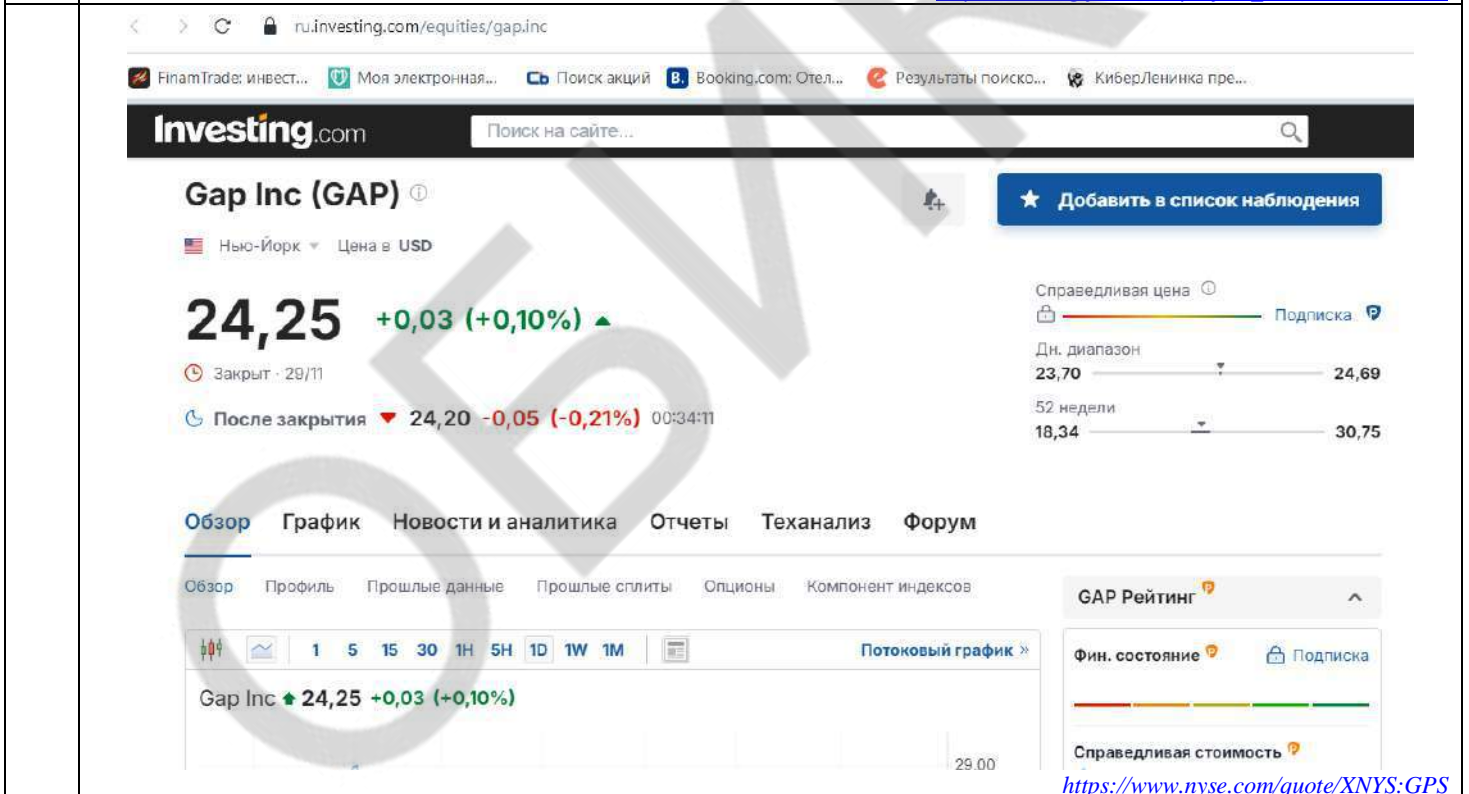 ru.investing.com/equities/gap.inc
FinamTrade: инвест... Моя электронная... Cb Поиск акций B. Booking.com: Отел... Результаты поиско... КиберЛенинка пре...
Investing.com Поиск на сайте...
Gap Inc (GAP)
Добавить в список наблюдения
Нью-Йорк Цена в USD
24,25 +0,03 (+0,10%)
Справедливая цена
Подписка
Закрыт · 29/11
Дн. диапазон
23,70 24,69
После закрытия 24,20 -0,05 (-0,21%) 00:34:11
52 недели
18,34 30,75
Обзор График Новости и аналитика Отчеты Теханализ Форум
Обзор Профиль Прошлые данные Прошлые сплиты Опционы Компонент индексов
GAP Рейтинг
1 5 15 30 1H 5H 1D 1W 1M Потоковый график »
Фин. состояние Подписка
Gap Inc 24,25 +0,03 (+0,10%)
Справедливая стоимость
29.00
https://www.nyse.com/quote/XNYS:GPS